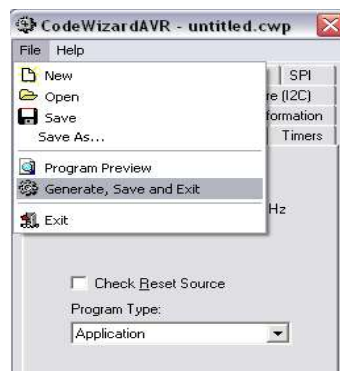 CodeWizardAVR - untitled.cwp
File Help
New
Open
Save
Save As...
Program Preview
Generate, Save and Exit
Exit
SPI
re (I2C)
formation
Timers
Hz
Check Reset Source
Program Type:
Application